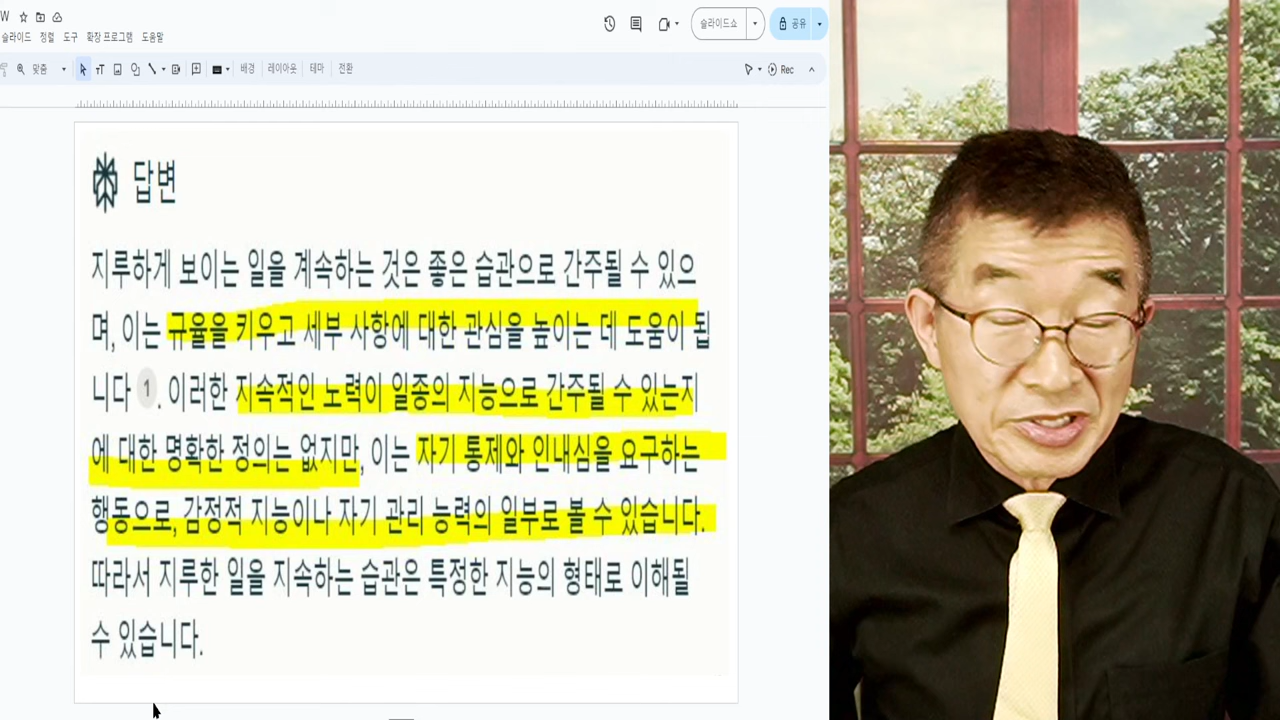 W
슬라이드 정렬 도구 확장 프로그램 도움말
슬라이드쇼
공유
맞춤
배경 레이아웃 테마 전환
Rec
답변
지루하게 보이는 일을 계속하는 것은 좋은 습관으로 간주될 수 있으
며, 이는 규율을 키우고 세부 사항에 대한 관심을 높이는 데 도움이 됩
니다 1. 이러한 지속적인 노력이 일종의 지능으로 간주될 수 있는지
에 대한 명확한 정의는 없지만, 이는 자기 통제와 인내심을 요구하는
행동으로, 감정적 지능이나 자기 관리 능력의 일부로 볼 수 있습니다.
따라서 지루한 일을 지속하는 습관은 특정한 지능의 형태로 이해될
수 있습니다.